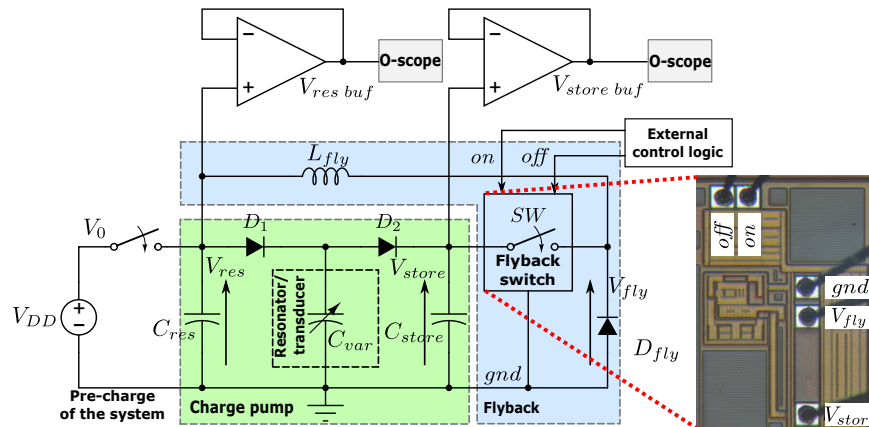 O-scope
O-scope
V_res buf
V_store buf
External
control logic
L_fly
on off
V_0
D_1
D_2
SW
Flyback
switch
V_res
V_store
V_fly
V_DD
C_res
Resonator/
transducer
C_var
C_store
D_fly
gnd
Pre-charge
of the system
Charge pump
Flyback
off
on
gnd
V_fly
V_stor